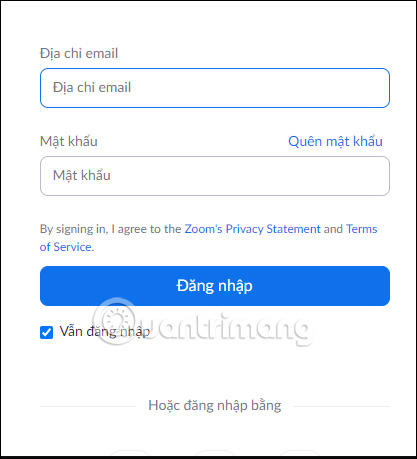 Địa chỉ email
Địa chỉ email
Mật khẩu Quên mật khẩu
Mật khẩu
By signing in, I agree to the Zoom's Privacy Statement and Terms
of Service.
Đăng nhập
Vẫn đăng nhập
Quantrimang
Hoặc đăng nhập bằng